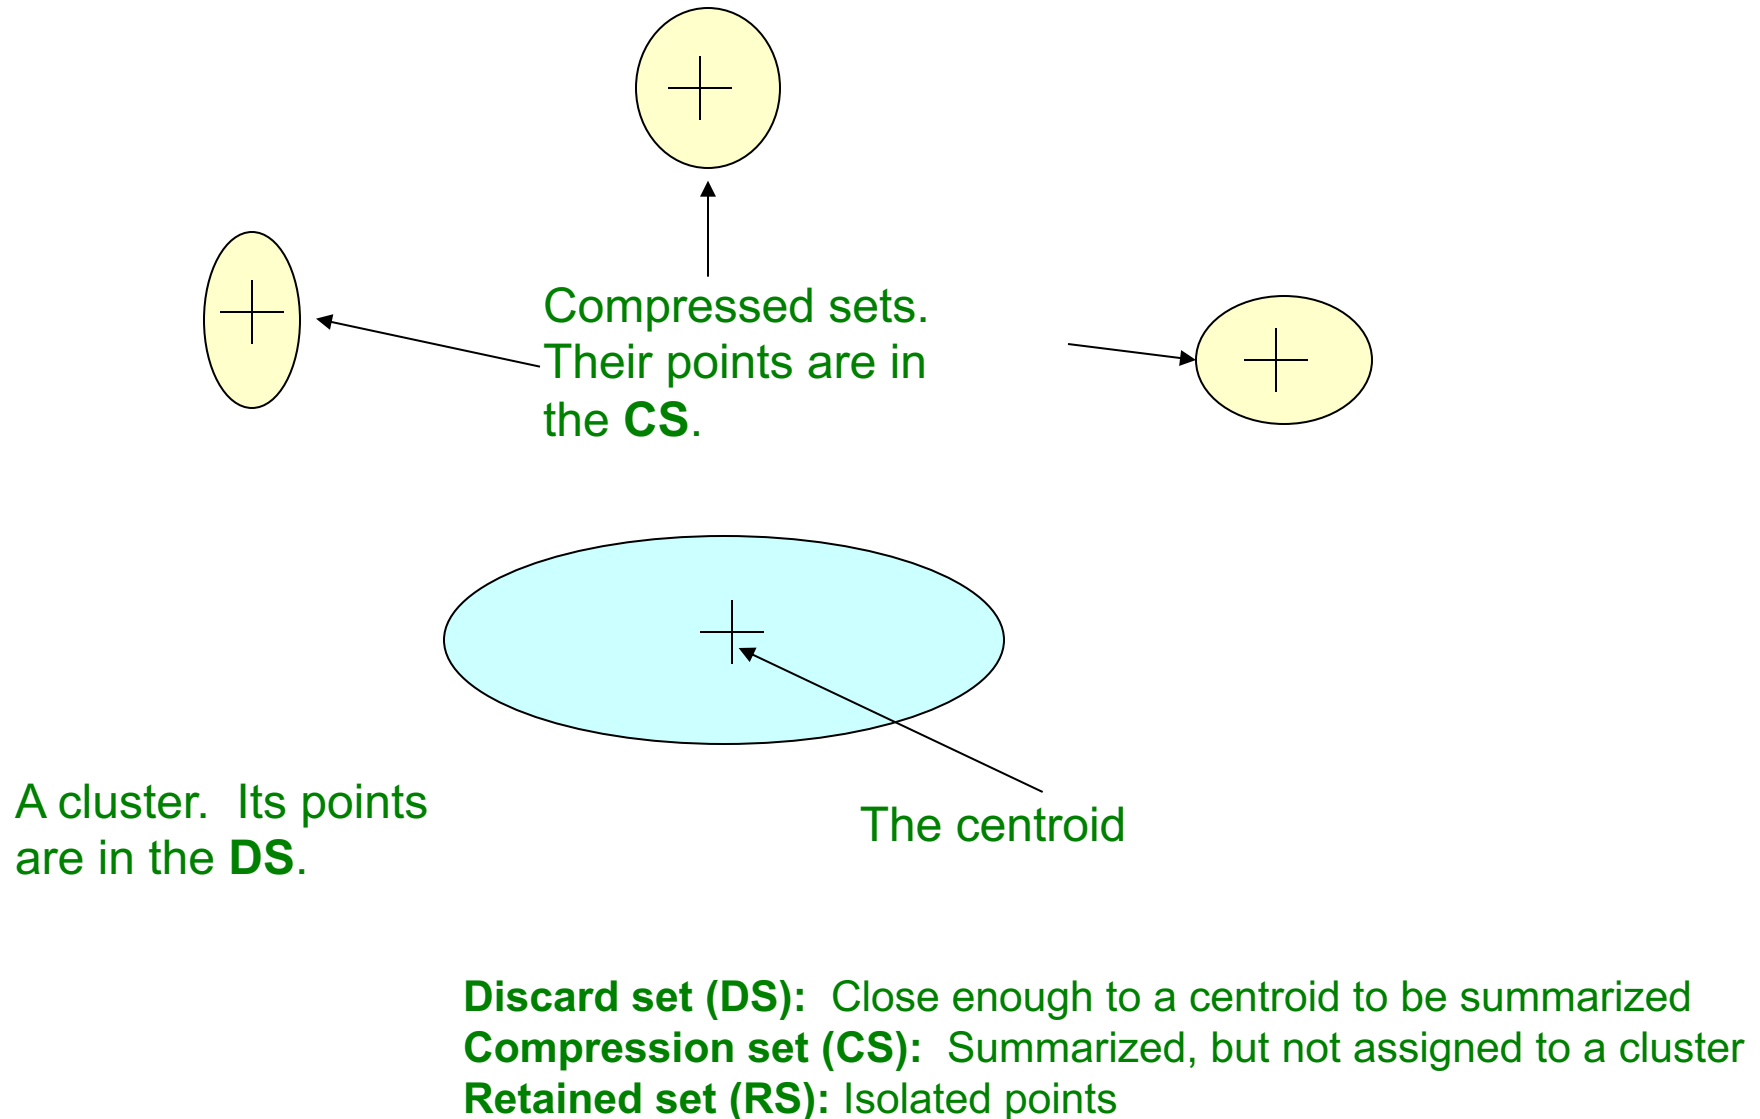 Compressed sets.
Their points are in
the CS.
A cluster.  Its points
are in the DS.
The centroid
Discard set (DS):  Close enough to a centroid to be summarized
Compression set (CS):  Summarized, but not assigned to a cluster
Retained set (RS): Isolated points